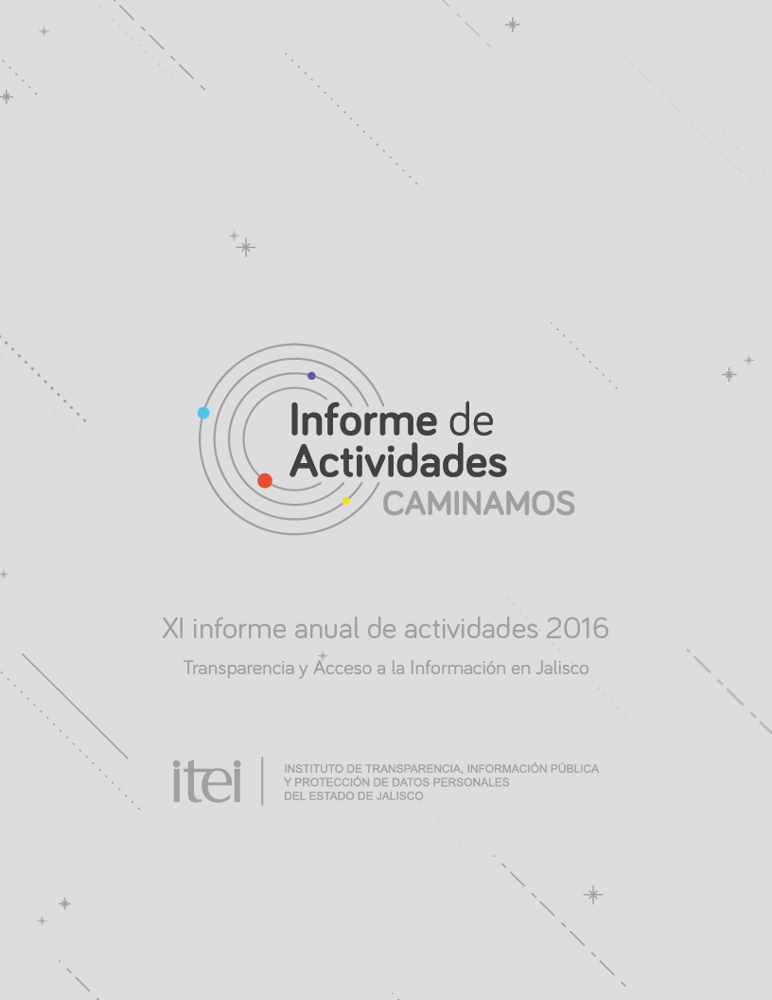 Informe de
Actividades
CAMINAMOS
XI informe anual de actividades 2016
Transparencia y Acceso a la Información en Jalisco
itei
INSTITUTO DE TRANSPARENCIA, INFORMACIÓN PÚBLICA
Y PROTECCIÓN DE DATOS PERSONALES
DEL ESTADO DE JALISCO